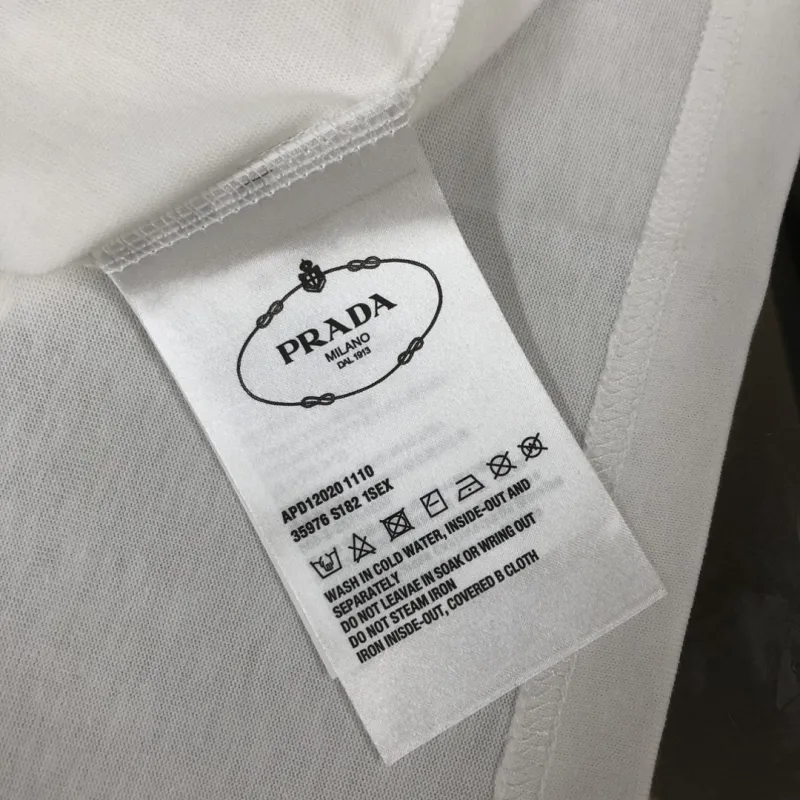 PRADA
MILANO
DAL 1913
APD12020 1110
35976 S182 1SEX
WASH IN COLD WATER, INSIDE-OUT AND
SEPARATELY
DO NOT LEAVAE IN SOAK OR WRING OUT
DO NOT STEAM IRON
IRON INISDE-OUT, COVERED B CLOTH